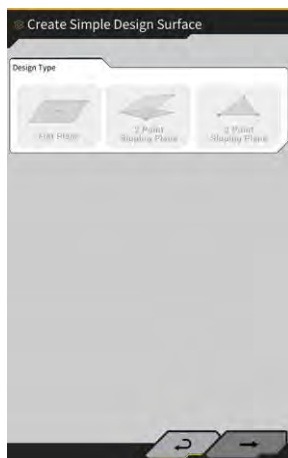 Create Simple Design Surface
Design Type
Flat Plane
2 Point
Sloping Plane
3 Point
Sloping Plane